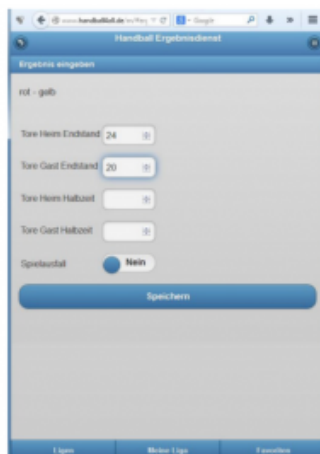 Google
Handball Ergebnisdienst
Ergebnis eingeben
rot - gelb
Tore Heim Endstand 24
Tore Gast Endstand 20
Tore Heim Halbzeit
Tore Gast Halbzeit
Spielausfall Nein
Speichern
Ligen Meine Liga Favoriten